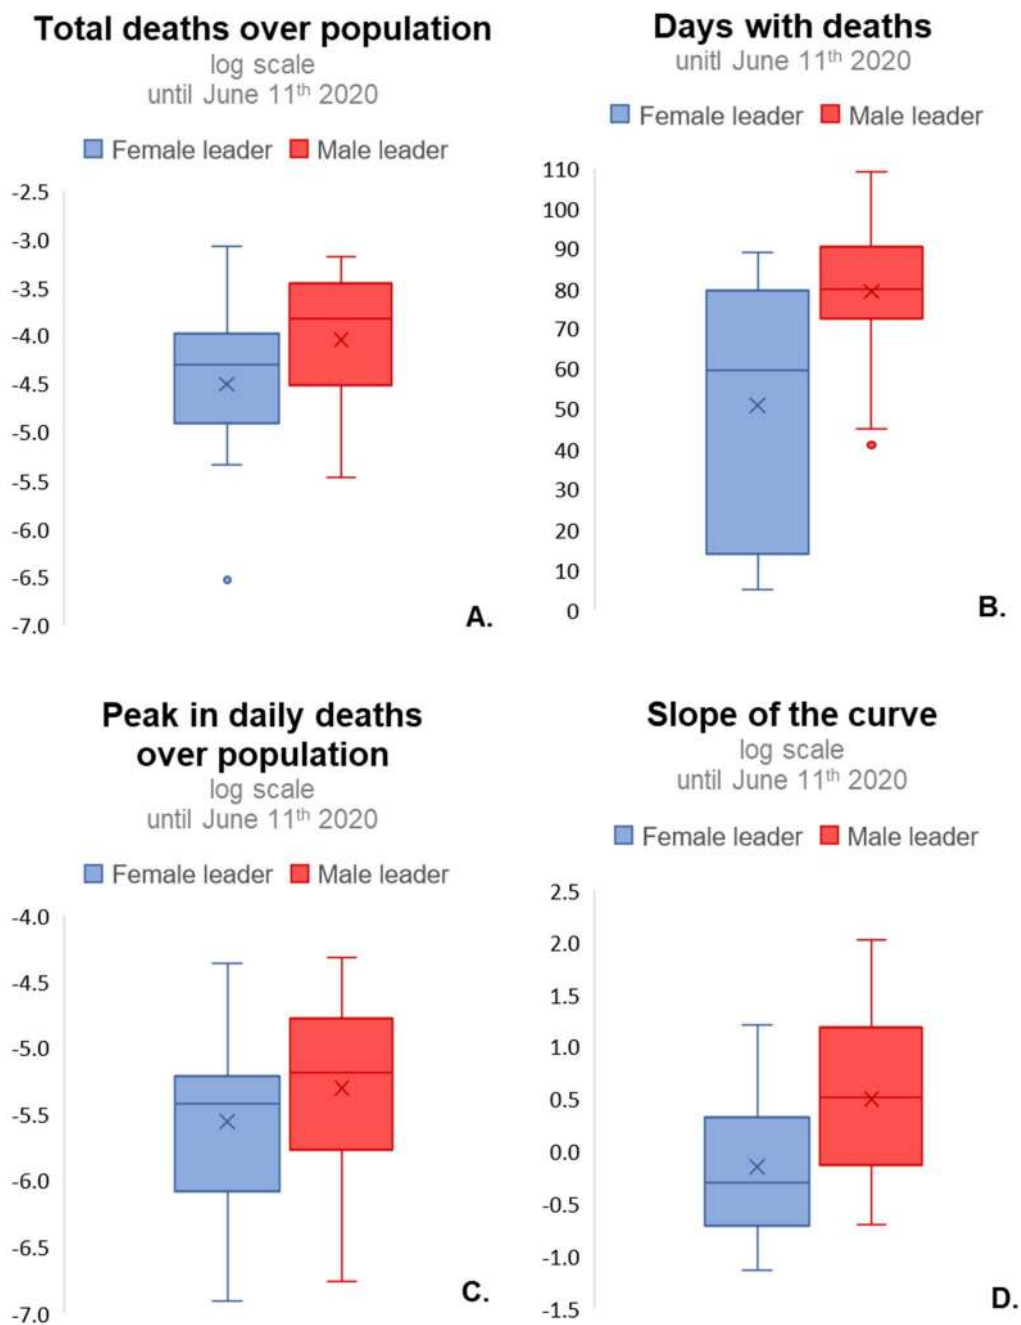 Total deaths over population
log scale
until June 11th 2020
Female leader Male leader
-2.5
-3.0
-3.5
-4.0
-4.5
-5.0
-5.5
-6.0
-6.5
-7.0
A.
Days with deaths
unitl June 11th 2020
Female leader Male leader
110
100
90
80
70
60
50
40
30
20
10
0
B.
Peak in daily deaths
over population
log scale
until June 11th 2020
Female leader Male leader
-4.0
-4.5
-5.0
-5.5
-6.0
-6.5
-7.0
C.
Slope of the curve
log scale
until June 11th 2020
Female leader Male leader
2.5
2.0
1.5
1.0
0.5
0.0
-0.5
-1.0
-1.5
D.